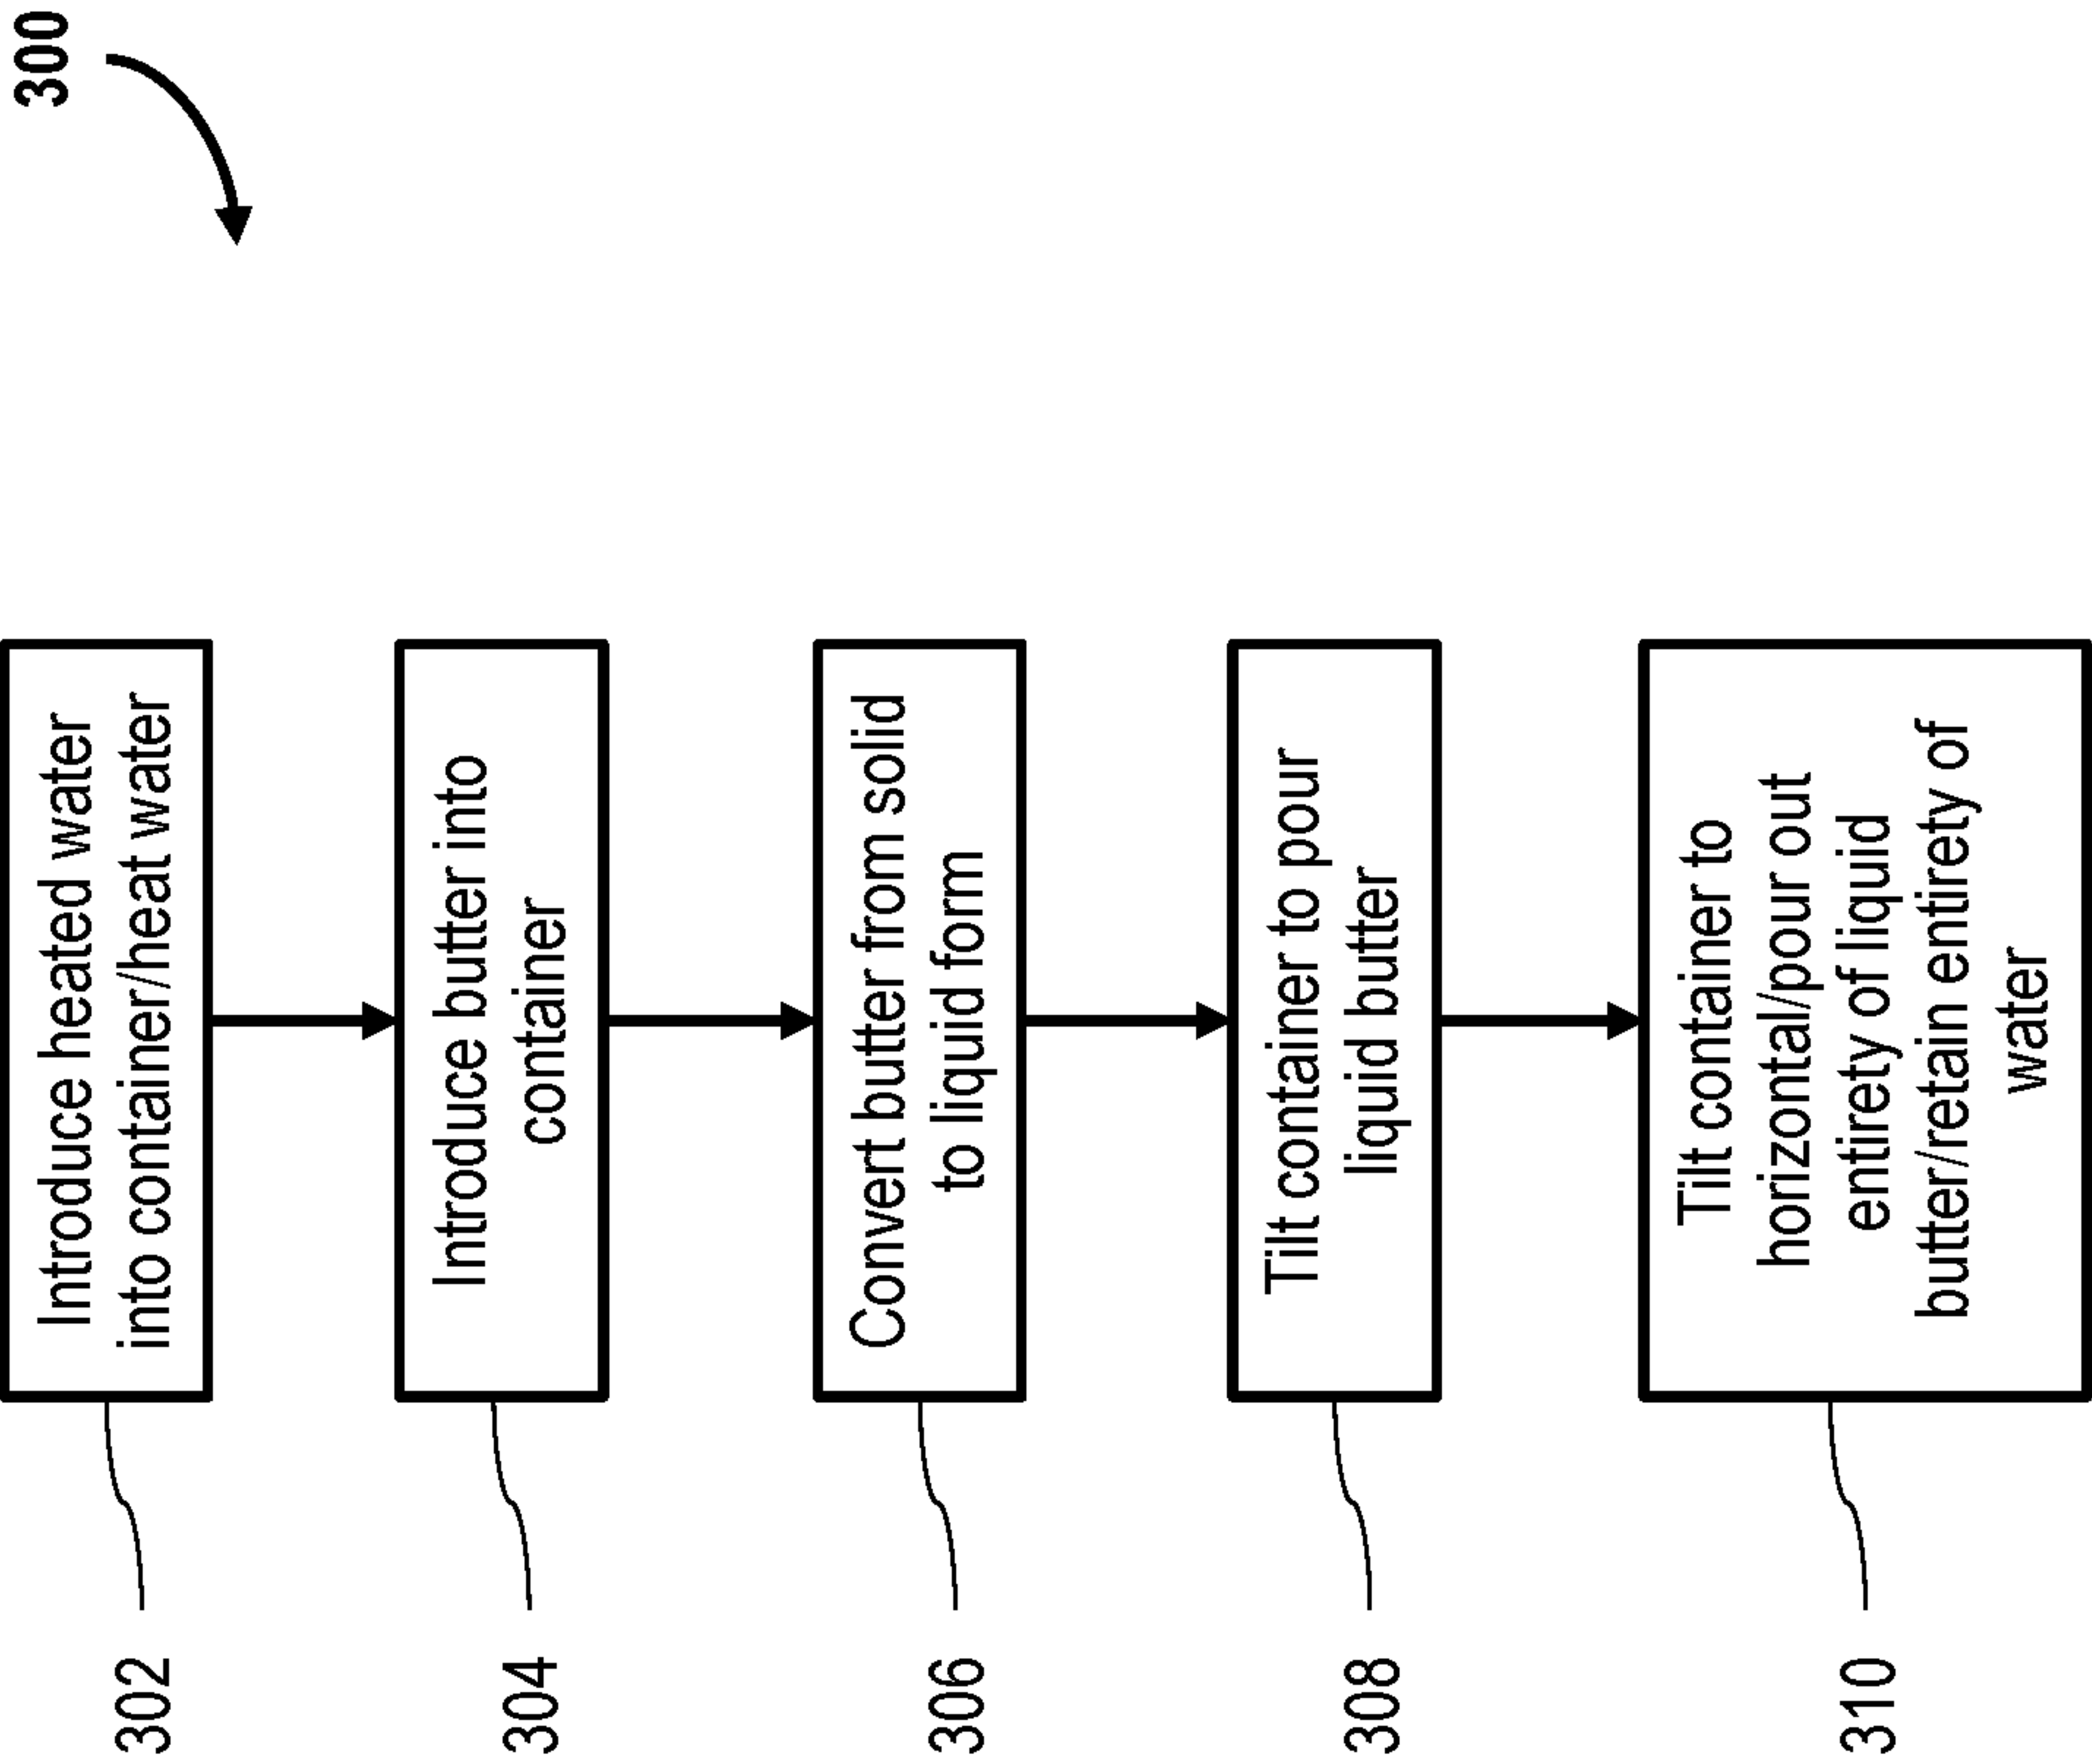 300
302
Introduce heated water
into container/heat water
304
Introduce butter into
container
306
Convert butter from solid
to liquid form
308
Tilt container to pour
liquid butter
310
Tilt container to
horizontal/pour out
entirety of liquid
butter/retain entirety of
water